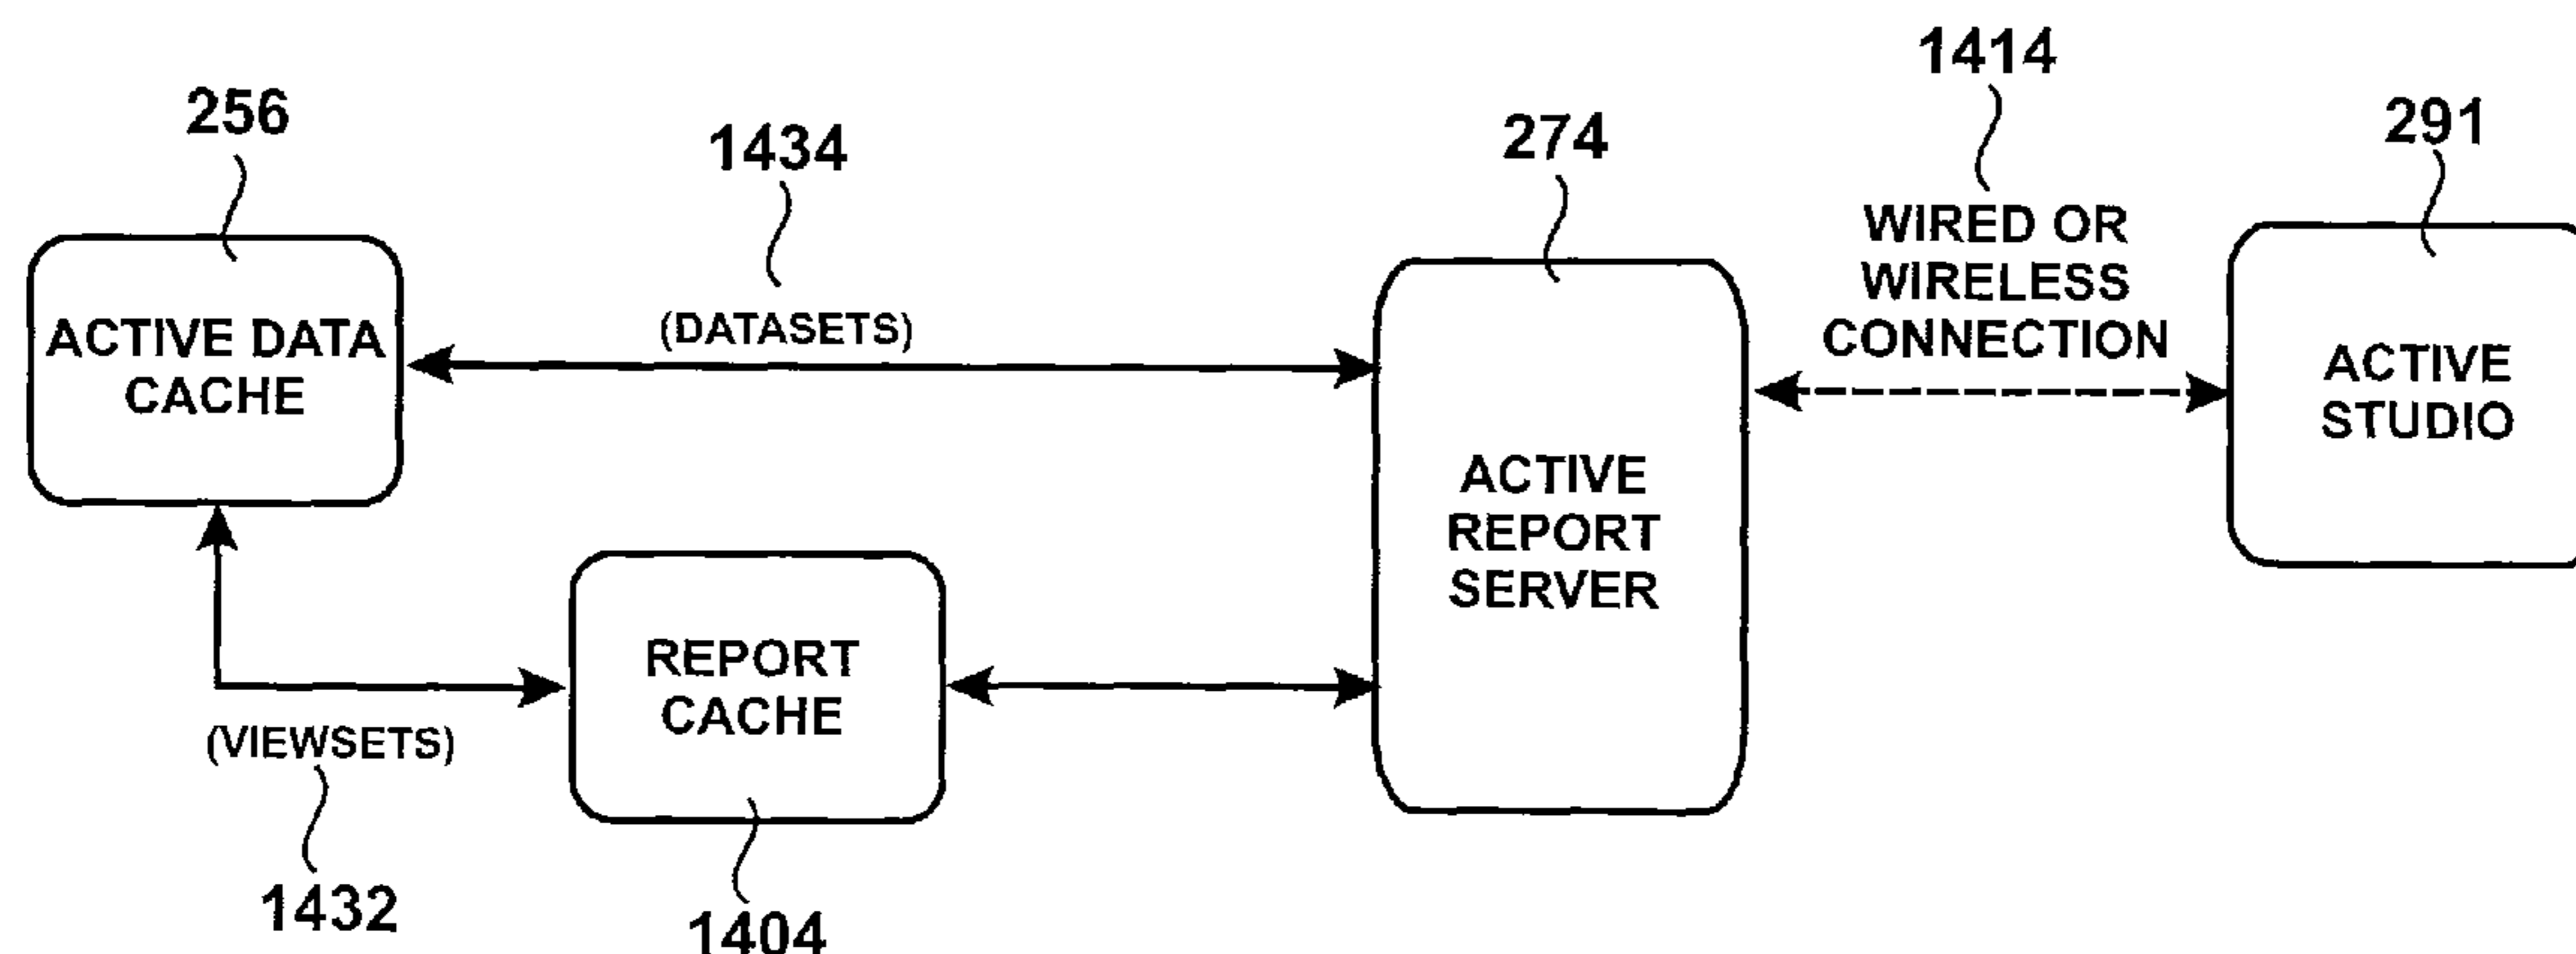 1414
256
291
1434
274
WIRED OR
WIRELESS
CONNECTION
(DATASETS)
ACTIVE DATA
CACHE
ACTIVE
STUDIO
ACTIVE
REPORT
SERVER
REPORT
CACHE
(VIEWSETS)
1432
1404